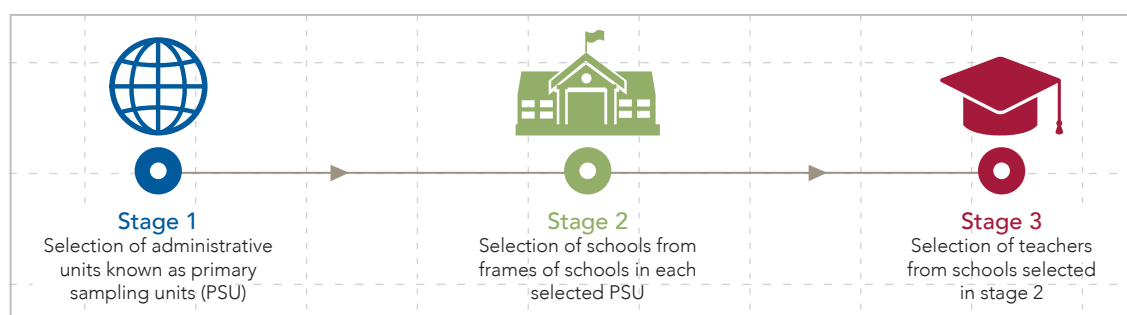 Stage 1
Selection of administrative
units known as primary
sampling units (PSU)
Stage 2
Selection of schools from
frames of schools in each
selected PSU
Stage 3
Selection of teachers
from schools selected
in stage 2